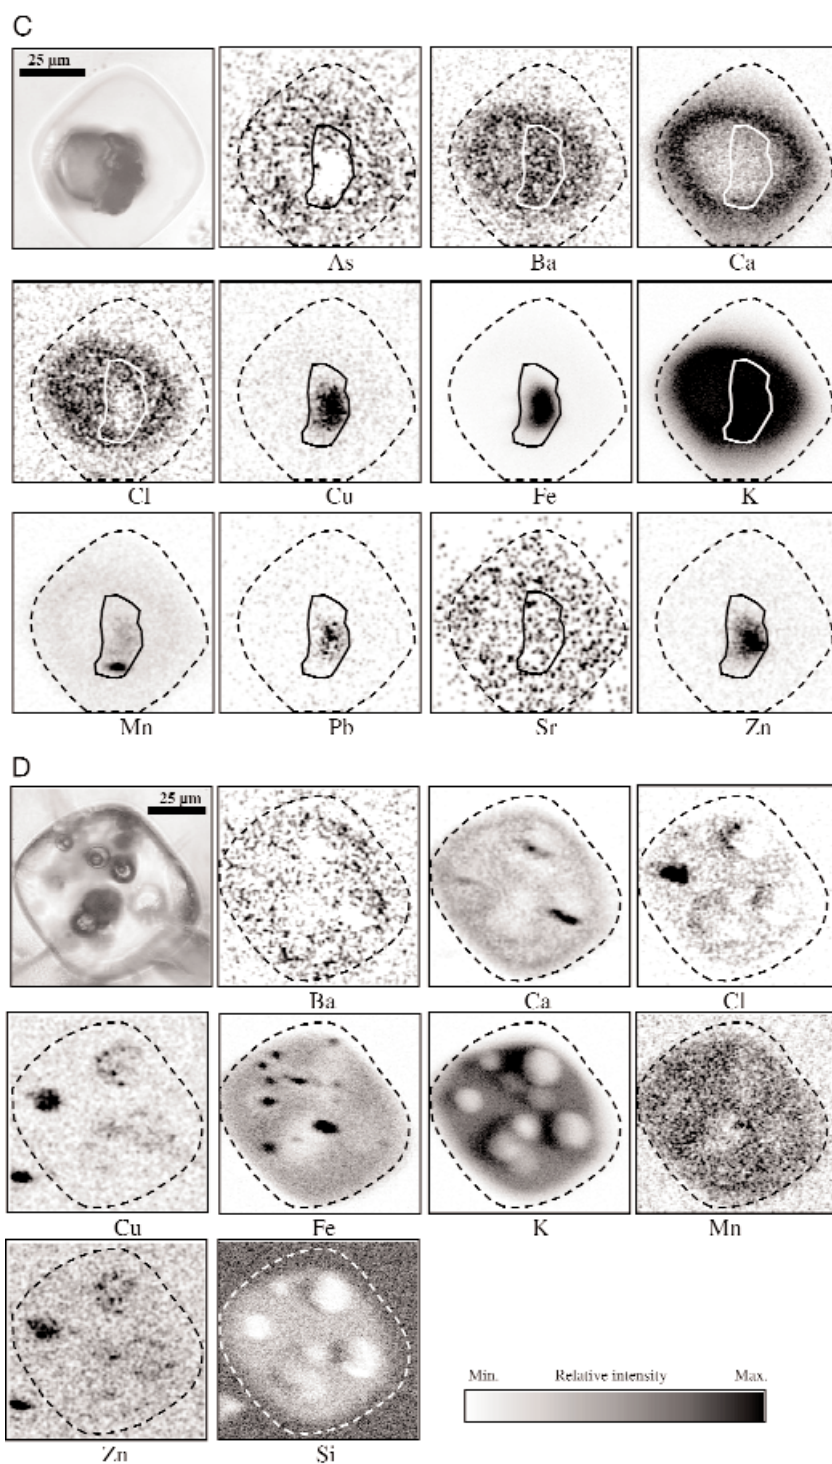 C
25 µm
As Ba Ca
Cl Cu Fe K
Mn Pb Sr Zn
D
25 µm
Ba Ca Cl
Cu Fe K Mn
Min. Relative intensity Max.
Zn Si